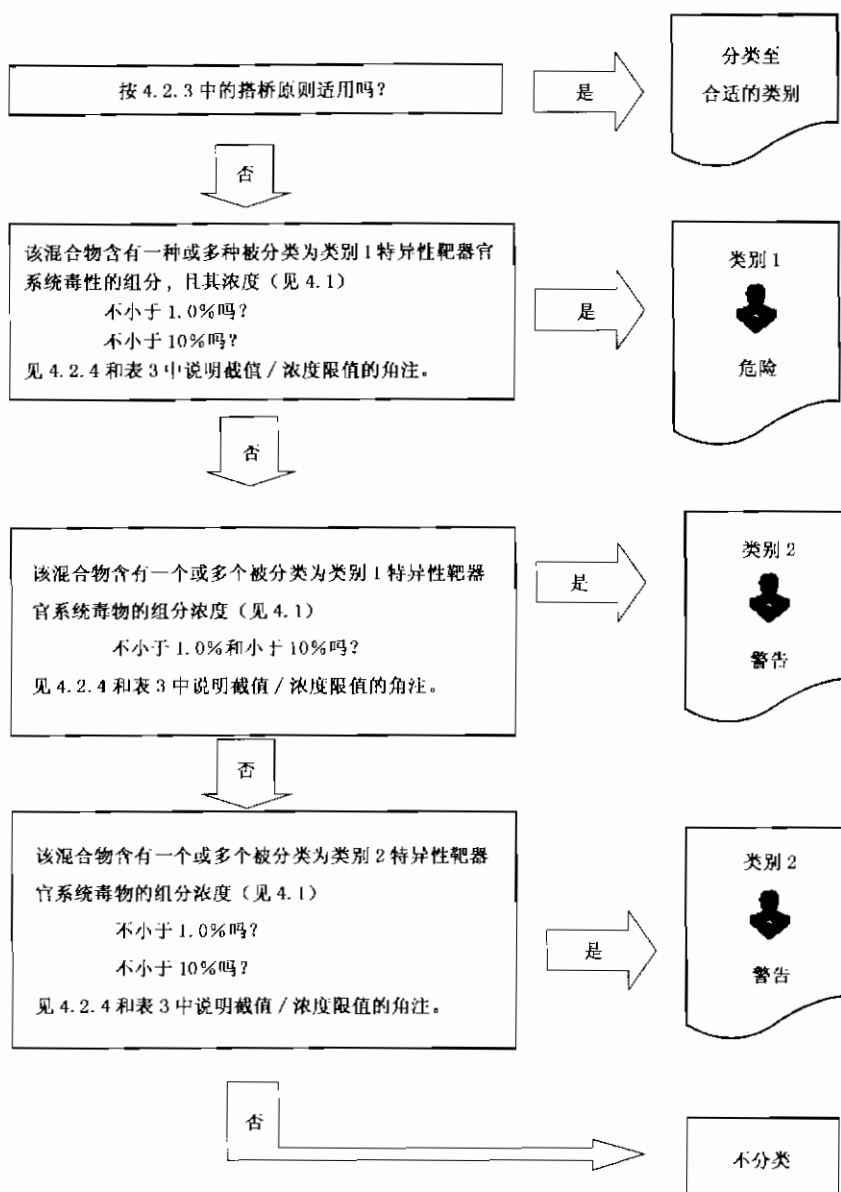 按4.2.3中的搭桥原则适用吗?
是
分类至
合适的类别
否
该混合物含有一种或多种被分类为类别1特异性靶器官
系统毒性的组分，且其浓度（见4.1）
不小于1.0%吗?
不小于10%吗?
见4.2.4和表3中说明截值/浓度限值的角注。
是
类别1
危险
否
该混合物含有一个或多个被分类为类别1特异性靶器
官系统毒物的组分浓度（见4.1）
不小于1.0%和小于10%吗?
见4.2.4和表3中说明截值/浓度限值的角注。
是
类别2
警告
否
该混合物含有一个或多个被分类为类别2特异性靶器
官系统毒物的组分浓度（见4.1）
不小于1.0%吗?
不小于10%吗?
见4.2.4和表3中说明截值/浓度限值的角注。
是
类别2
警告
否
不分类